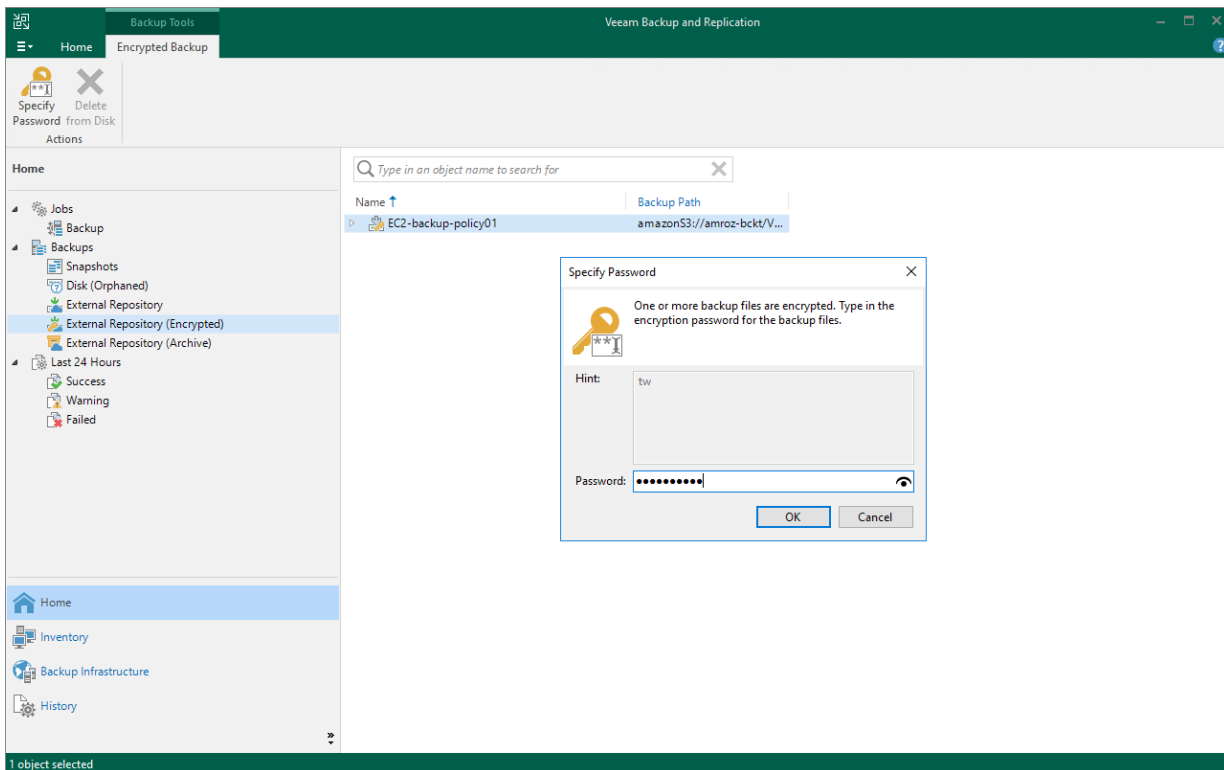 Backup Tools
Veeam Backup and Replication
Home
Encrypted Backup
?
Specify Password
Delete from Disk
Actions
Home
Type in an object name to search for
Jobs
Backup
Backups
Snapshots
Disk (Orphaned)
External Repository
External Repository (Encrypted)
External Repository (Archive)
Last 24 Hours
Success
Warning
Failed
Name
Backup Path
EC2-backup-policy01
amazonS3://amroz-bckt/V...
Specify Password
One or more backup files are encrypted. Type in the
encryption password for the backup files.
Hint:
tw
Password:
••••••••••
OK
Cancel
Home
Inventory
Backup Infrastructure
History
1 object selected